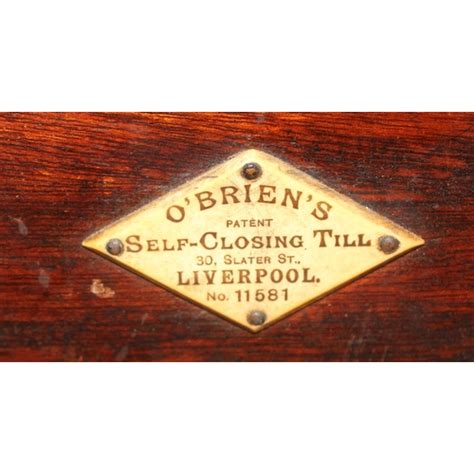 O'BRIEN'S
PATENT
SELF-CLOSING TILL
30, SLATER ST.,
LIVERPOOL.
No. 11581